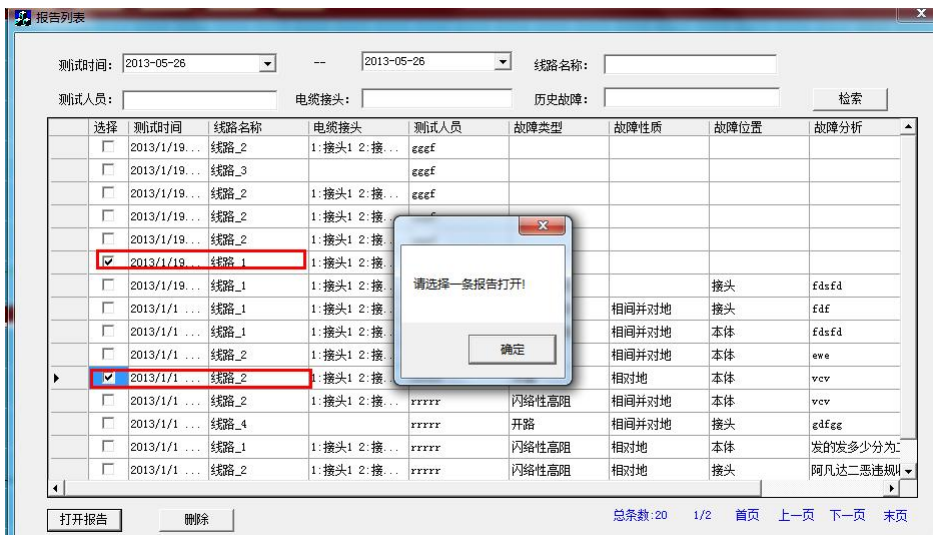 报告列表
测试时间: 2013-05-26 -- 2013-05-26 线路名称:
测试人员: 电缆接头: 历史故障: 检索
选择 测试时间 线路名称 电缆接头 测试人员 故障类型 故障性质 故障位置 故障分析
2013/1/19... 线路_2 1:接头1 2:接... gggf
2013/1/19... 线路_3 gggf
2013/1/19... 线路_2 1:接头1 2:接... gggf
2013/1/19... 线路_2 1:接头1 2:接..
2013/1/19... 线路_2 1:接头1 2:接..
2013/1/19... 线路_1 1:接头1 2:接..
2013/1/19... 线路_1 1:接头1 2:接.. 接头 fdsfd
2013/1/1 ... 线路_1 1:接头1 2:接.. 相间并对地 接头 fdf
2013/1/1 ... 线路_1 1:接头1 2:接.. 相间并对地 本体 fdsfd
2013/1/1 ... 线路_2 1:接头1 2:接.. 相间并对地 本体 ewe
2013/1/1 ... 线路_2 1:接头1 2:接.. 相对地 本体 vcv
2013/1/1 ... 线路_2 1:接头1 2:接... rrrrr 闪络性高阻 相间并对地 本体 vcv
2013/1/1 ... 线路_4 rrrrr 开路 相间并对地 接头 gdfgg
2013/1/1 ... 线路_1 1:接头1 2:接... rrrrr 闪络性高阻 相对地 本体 发的发多少分为
2013/1/1 ... 线路_2 1:接头1 2:接... rrrrr 闪络性高阻 相对地 接头 阿凡达二恶违规
请选择一条报告打开!
确定
打开报告 删除 总条数:20 1/2 首页 上一页 下一页 末页